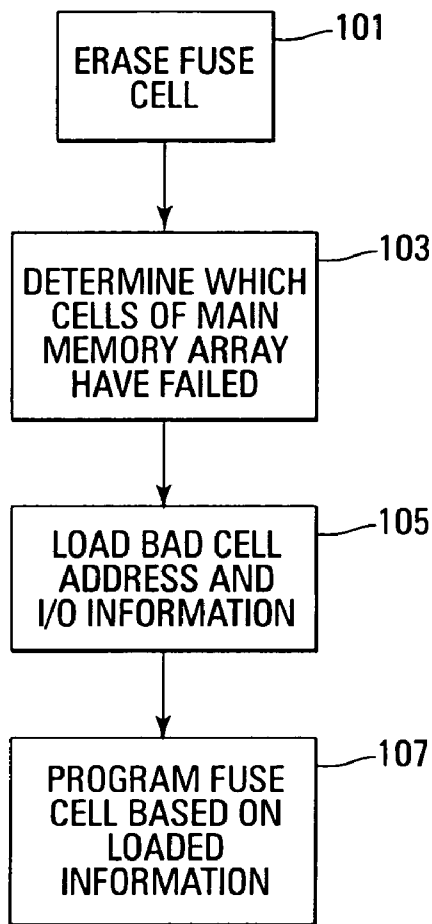 101
ERASE FUSE
CELL
103
DETERMINE WHICH
CELLS OF MAIN
MEMORY ARRAY
HAVE FAILED
105
LOAD BAD CELL
ADDRESS AND
I/O INFORMATION
107
PROGRAM FUSE
CELL BASED ON
LOADED
INFORMATION